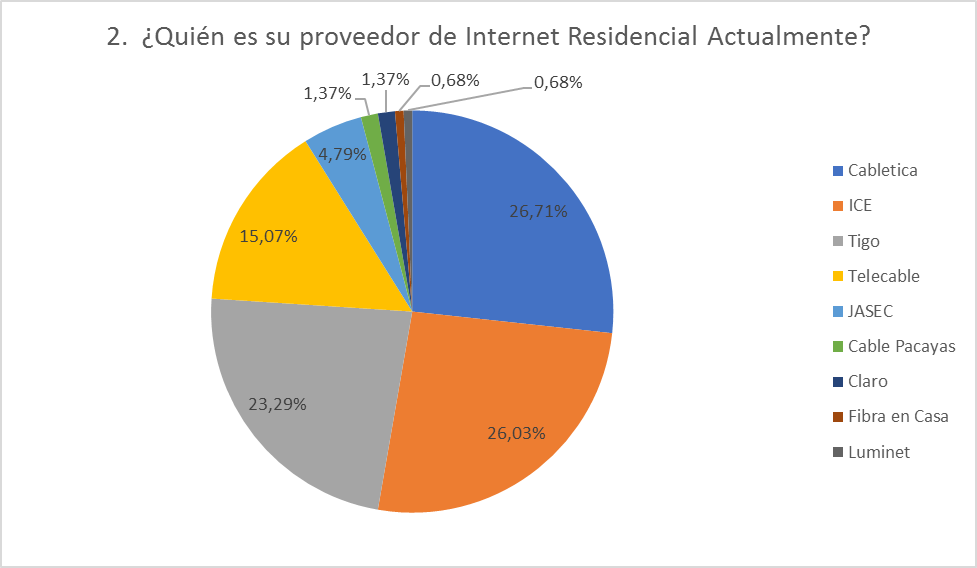 2. ¿Quién es su proveedor de Internet Residencial Actualmente?
1,37%
1,37%
0,68%
0,68%
4,79%
15,07%
26,71%
23,29%
26,03%
Cabletica
ICE
Tigo
Telecable
JASEC
Cable Pacayas
Claro
Fibra en Casa
Luminet